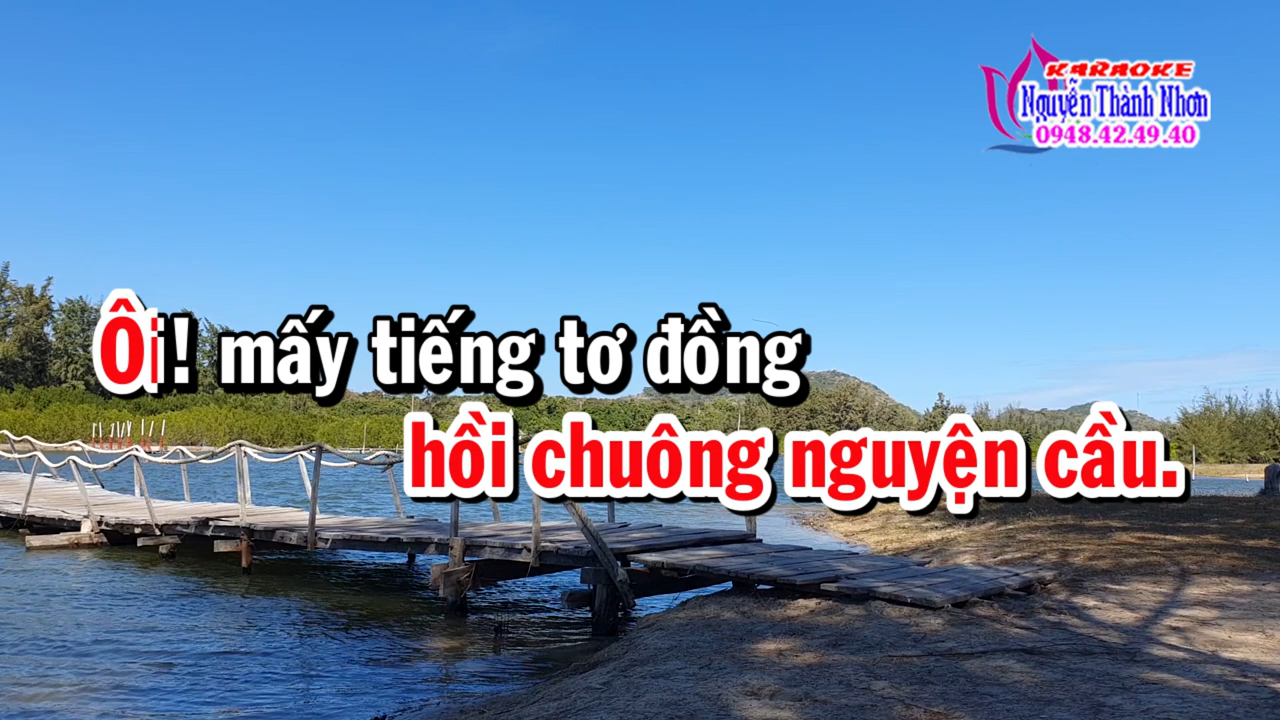 KARAOKE
Nguyễn Thành Nhơn
0948.42.49.40
Ôi! mấy tiếng tơ đồng
hồi chuông nguyện cầu.